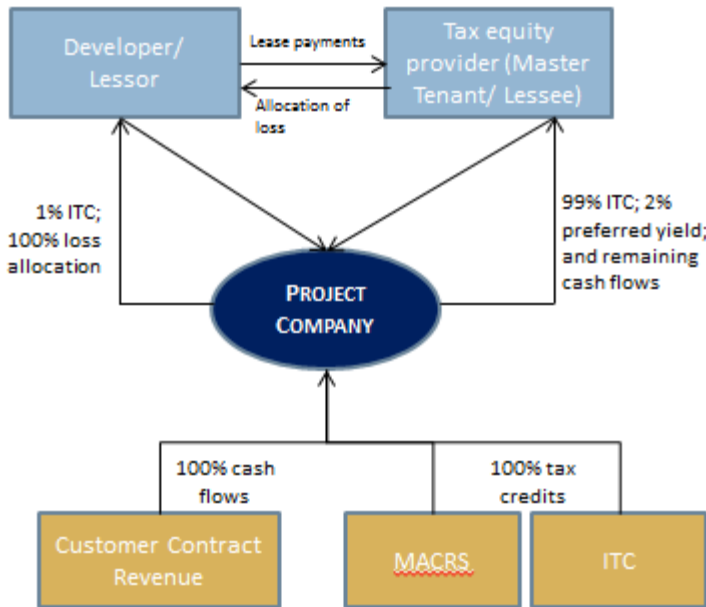 Developer/
Lessor
Lease payments
Allocation of
loss
Tax equity
provider (Master
Tenant/ Lessee)
1% ITC;
100% loss
allocation
99% ITC; 2%
preferred yield;
and remaining
cash flows
PROJECT
COMPANY
100% cash
flows
100% tax
credits
Customer Contract
Revenue
MACRS
ITC